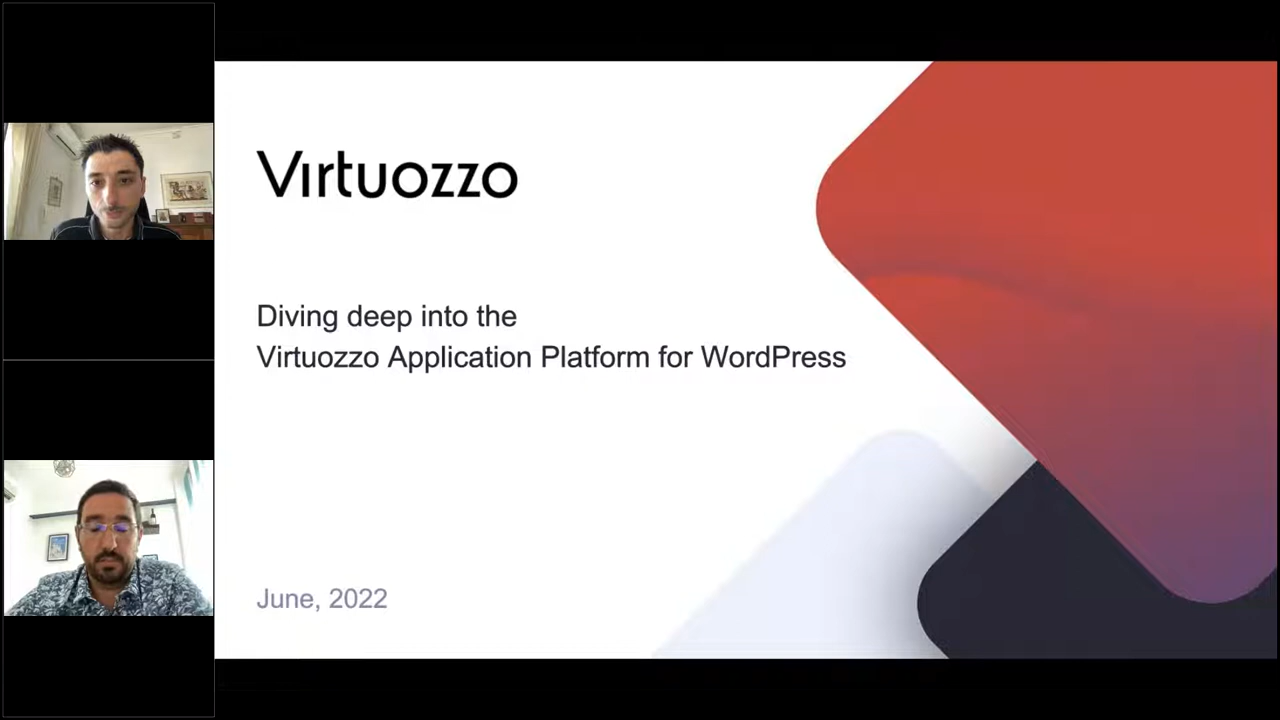 Virtuozzo
Diving deep into the
Virtuozzo Application Platform for WordPress
June, 2022